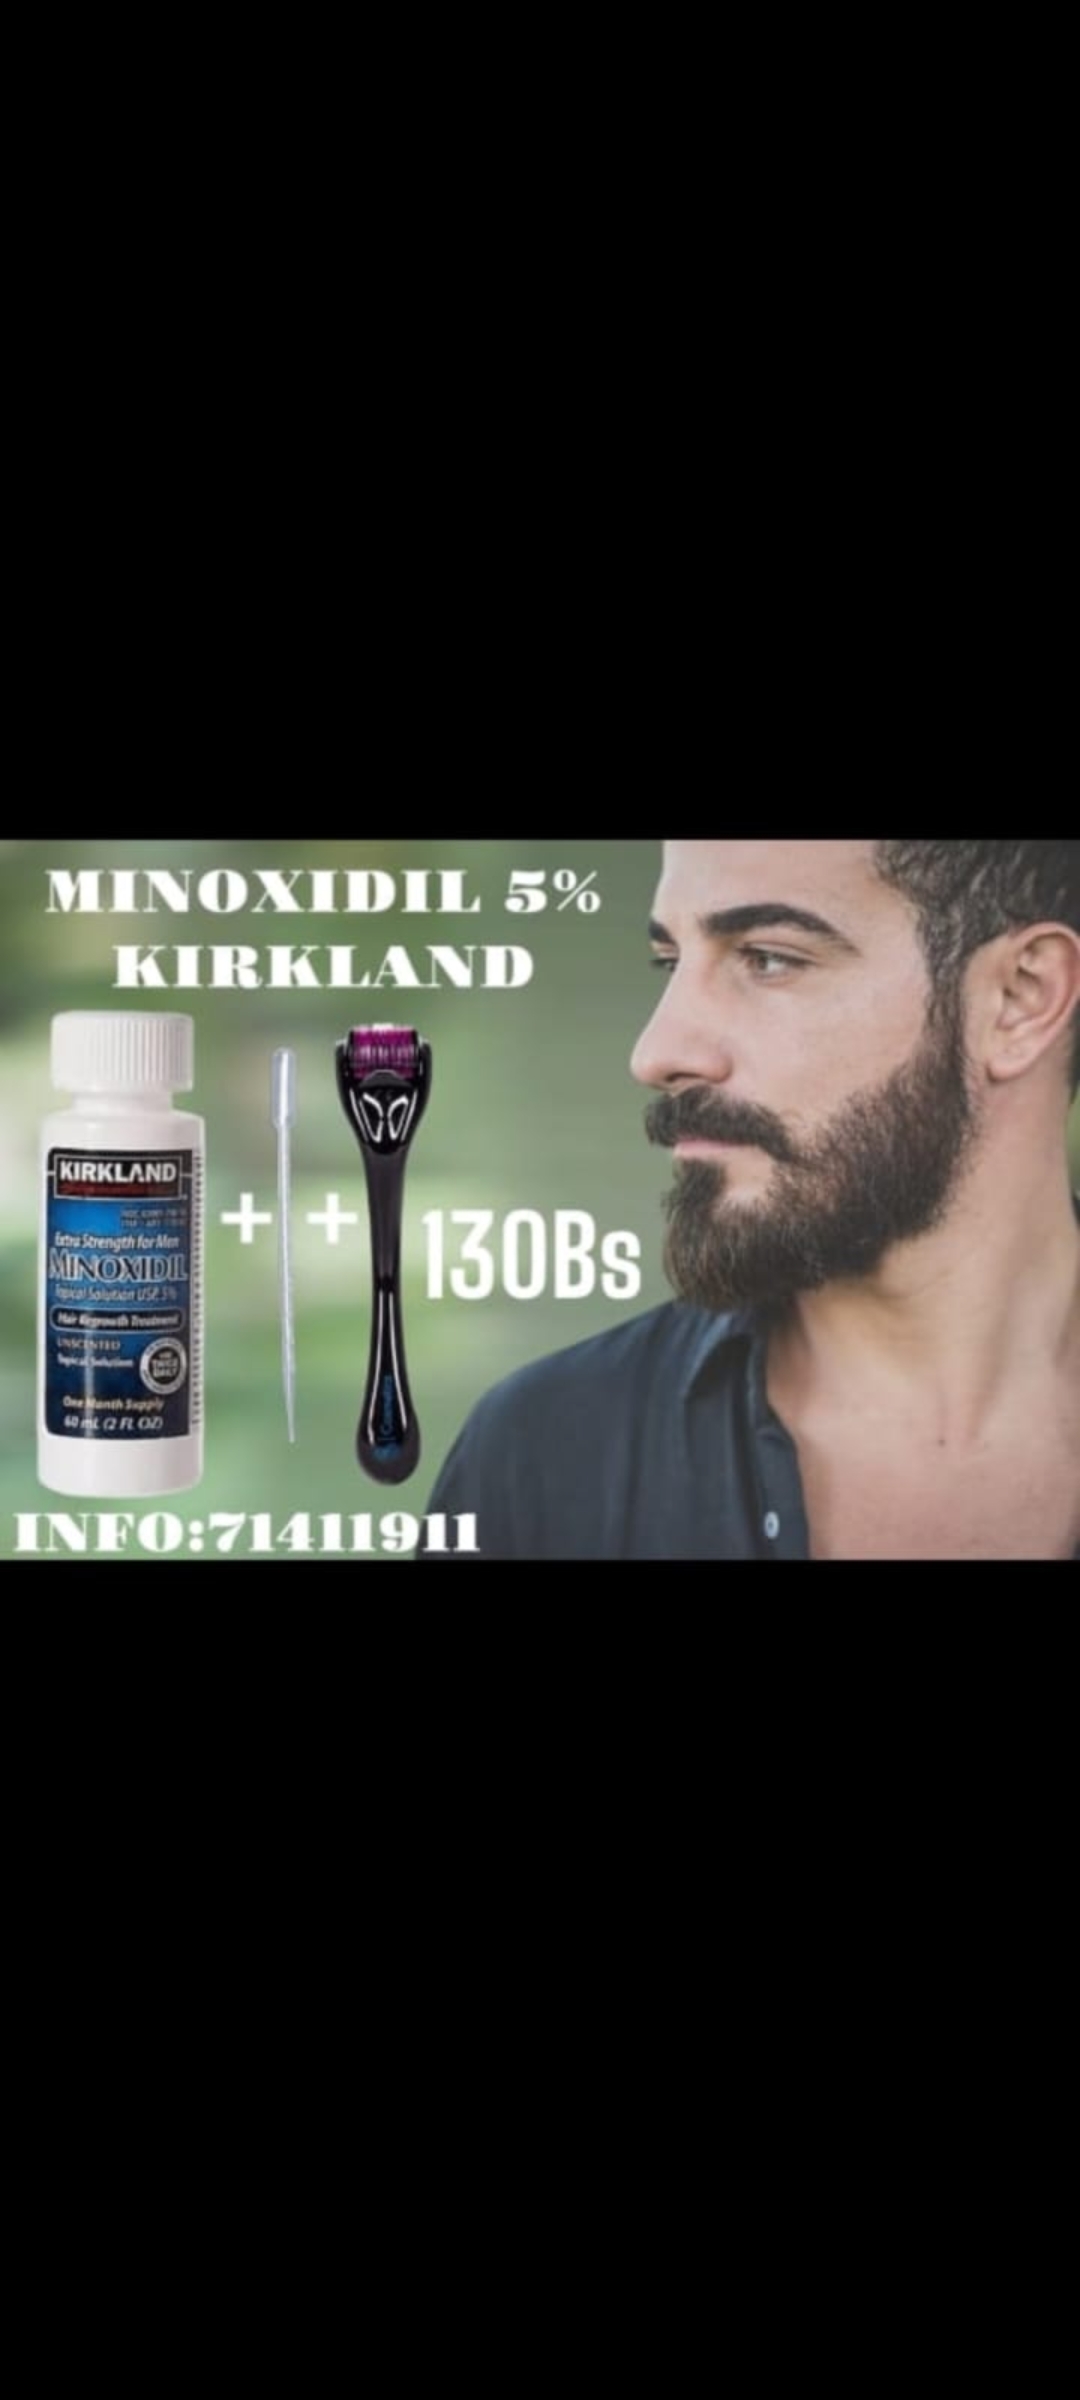 MINOXIDIL 5%
KIRKLAND
KIRKLAND
Extra Strength for Men
MINOXIDIL
Topical Solution USP, 5%
Hair Regrowth Treatment
UNSCENTED
Topical Solution
One Month Supply
60 mL (2 FL OZ)
+ + 130Bs
INFO:71411911